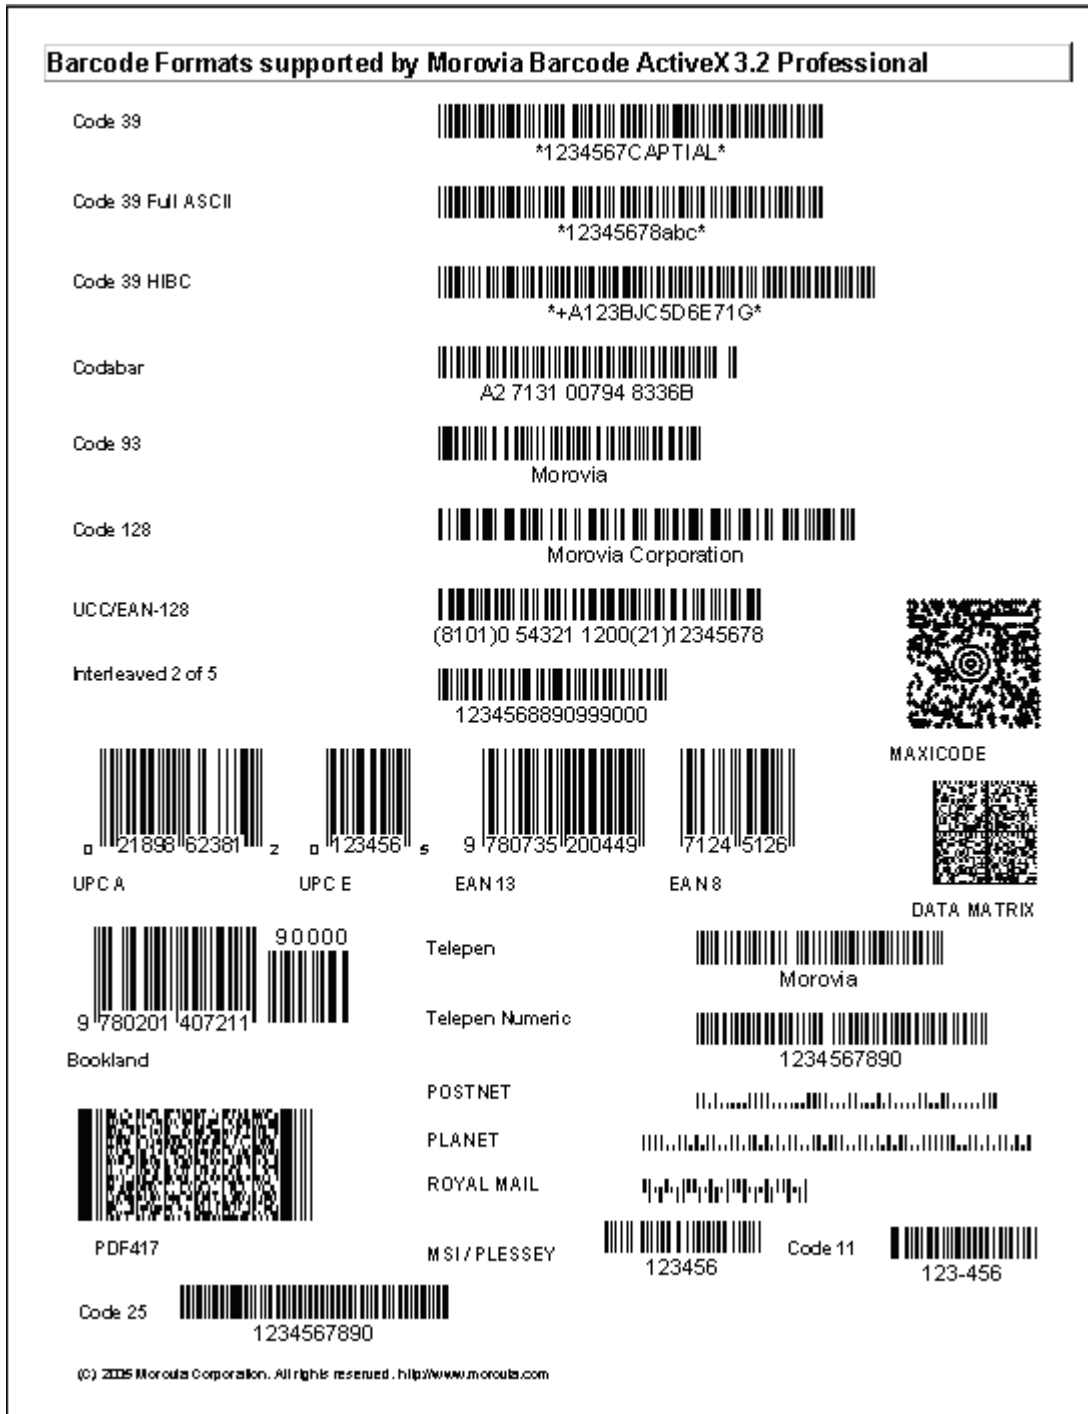 Barcode Formats supported by Morovia Barcode ActiveX 3.2 Professional
Code 39
*1234567CAPTIAL*
Code 39 Full ASCII
*12345678abc*
Code 39 HIBC
*+A123BJC5D6E71G*
Codabar
A2 7131 00794 8336B
Code 93
Morovia
Code 128
Morovia Corporation
UCC/EAN-128
(8101)0 54321 1200(21)12345678
Interleaved 2 of 5
1234568890999000
MAXICODE
0 21898 62381 2
0 123456 5
9 780735 200449
7124 5126
UPC A
UPC E
EAN 13
EAN 8
DATA MATRIX
90000
9 780201 407211
Bookland
Telepen
Morovia
Telepen Numeric
1234567890
POSTNET
PLANET
ROYAL MAIL
PDF417
MSI / PLESSEY
123456
Code 11
123-456
Code 25
1234567890
(C) 2005 Morovia Corporation. All rights reserved. http://www.morovia.com